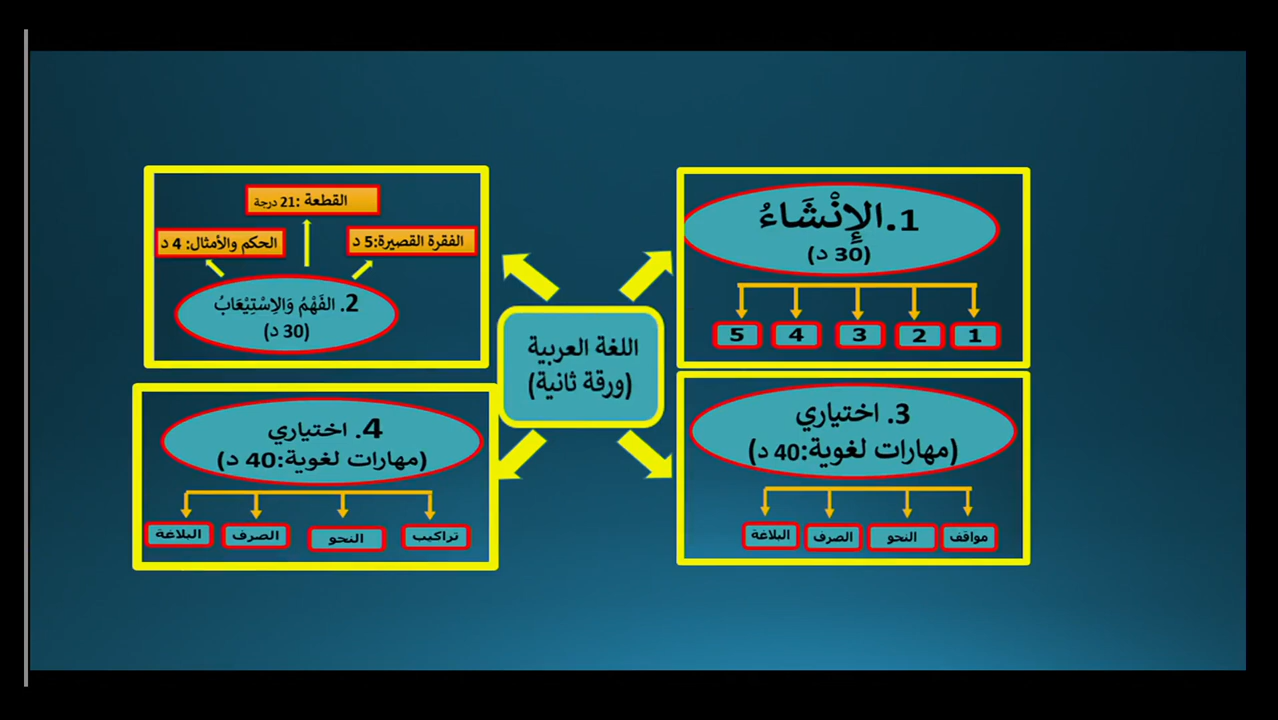 اللغة العربية
(ورقة ثانية)
1.الإِنْشَاءُ
(30 د)
1
2
3
4
5
2. الفَهْمُ وَالِاسْتِيْعَابُ
(30 د)
الفقرة القصيرة:5 د
القطعة :21 درجة
الحكم والأمثال: 4 د
3. اختياري
(مهارات لغوية:40 د)
مواقف
النحو
الصرف
البلاغة
4. اختياري
(مهارات لغوية:40 د)
تراكيب
النحو
الصرف
البلاغة